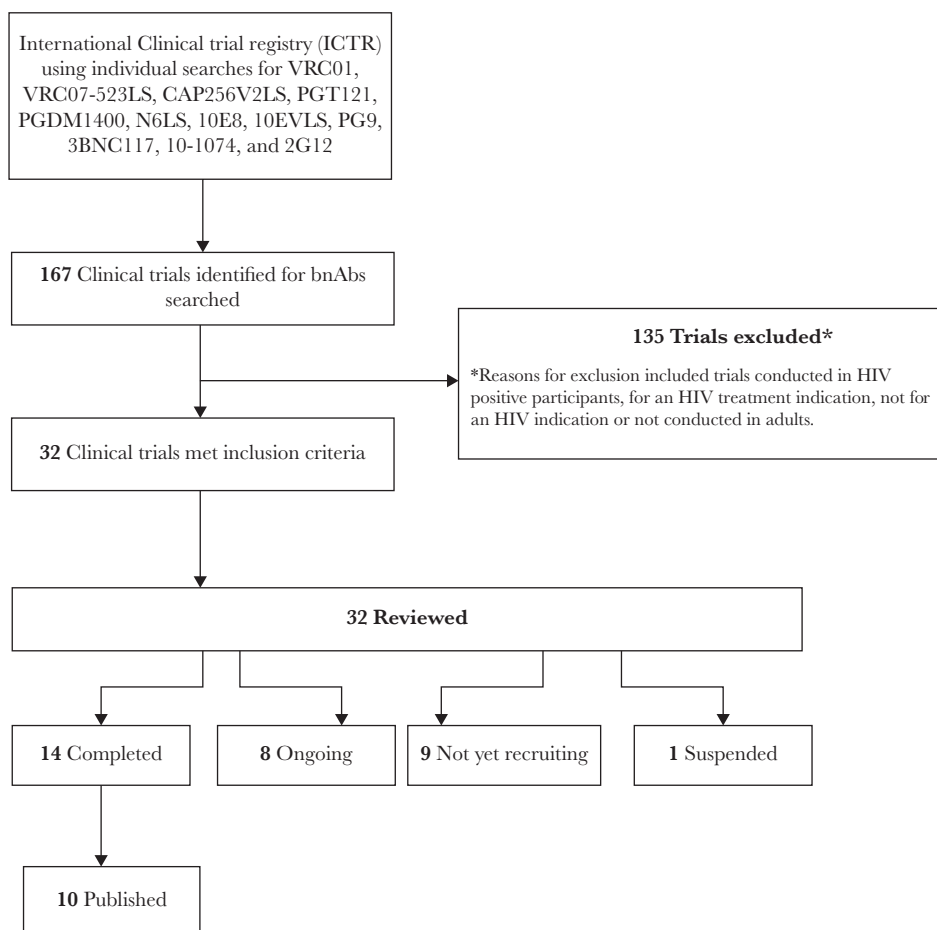 International Clinical trial registry (ICTR)
using individual searches for VRC01,
VRC07-523LS, CAP256V2LS, PGT121,
PGDM1400, N6LS, 10E8, 10EVLS, PG9,
3BNC117, 10-1074, and 2G12
167 Clinical trials identified for bnAbs
searched
135 Trials excluded*
*Reasons for exclusion included trials conducted in HIV
positive participants, for an HIV treatment indication, not for
an HIV indication or not conducted in adults.
32 Clinical trials met inclusion criteria
32 Reviewed
14 Completed
8 Ongoing
9 Not yet recruiting
1 Suspended
10 Published